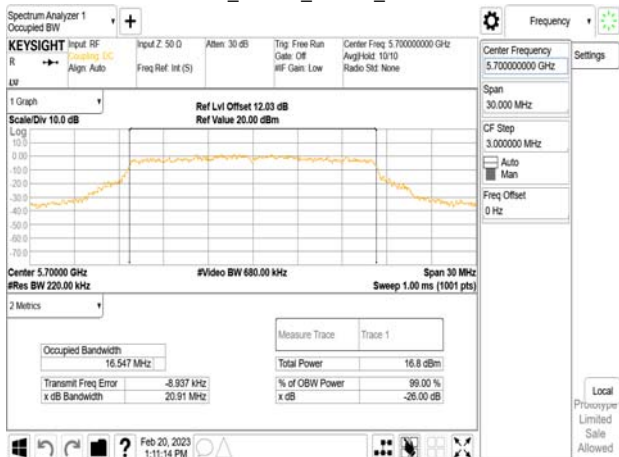 Spectrum Analyzer 1
Occupied BW
+
Frequency
KEYSIGHT
Input: RF
Coupling: DC
Align: Auto
Input Z: 50 Ω
Freq Ref: Int (S)
Atten: 30 dB
Trig: Free Run
Gate: Off
#IF Gain: Low
Center Freq: 5.700000000 GHz
Avg|Hold: 10/10
Radio Std: None
R
LVI
Center Frequency
5.700000000 GHz
Settings
Span
30.000 MHz
CF Step
3.000000 MHz
Auto
Man
Freq Offset
0 Hz
1 Graph
Scale/Div 10.0 dB
Ref Lvl Offset 12.03 dB
Ref Value 20.00 dBm
Log
10.0
0.00
-10.0
-20.0
-30.0
-40.0
-50.0
-60.0
-70.0
Center 5.70000 GHz
#Res BW 220.00 kHz
#Video BW 680.00 kHz
Span 30 MHz
Sweep 1.00 ms (1001 pts)
2 Metrics
Measure Trace
Trace 1
Occupied Bandwidth
16.547 MHz
Total Power
16.8 dBm
Transmit Freq Error
-8.937 kHz
% of OBW Power
99.00 %
x dB Bandwidth
20.91 MHz
x dB
-26.00 dB
Local
Prototype
Limited
Sale
Allowed
?
Feb 20, 2023
1:11:14 PM